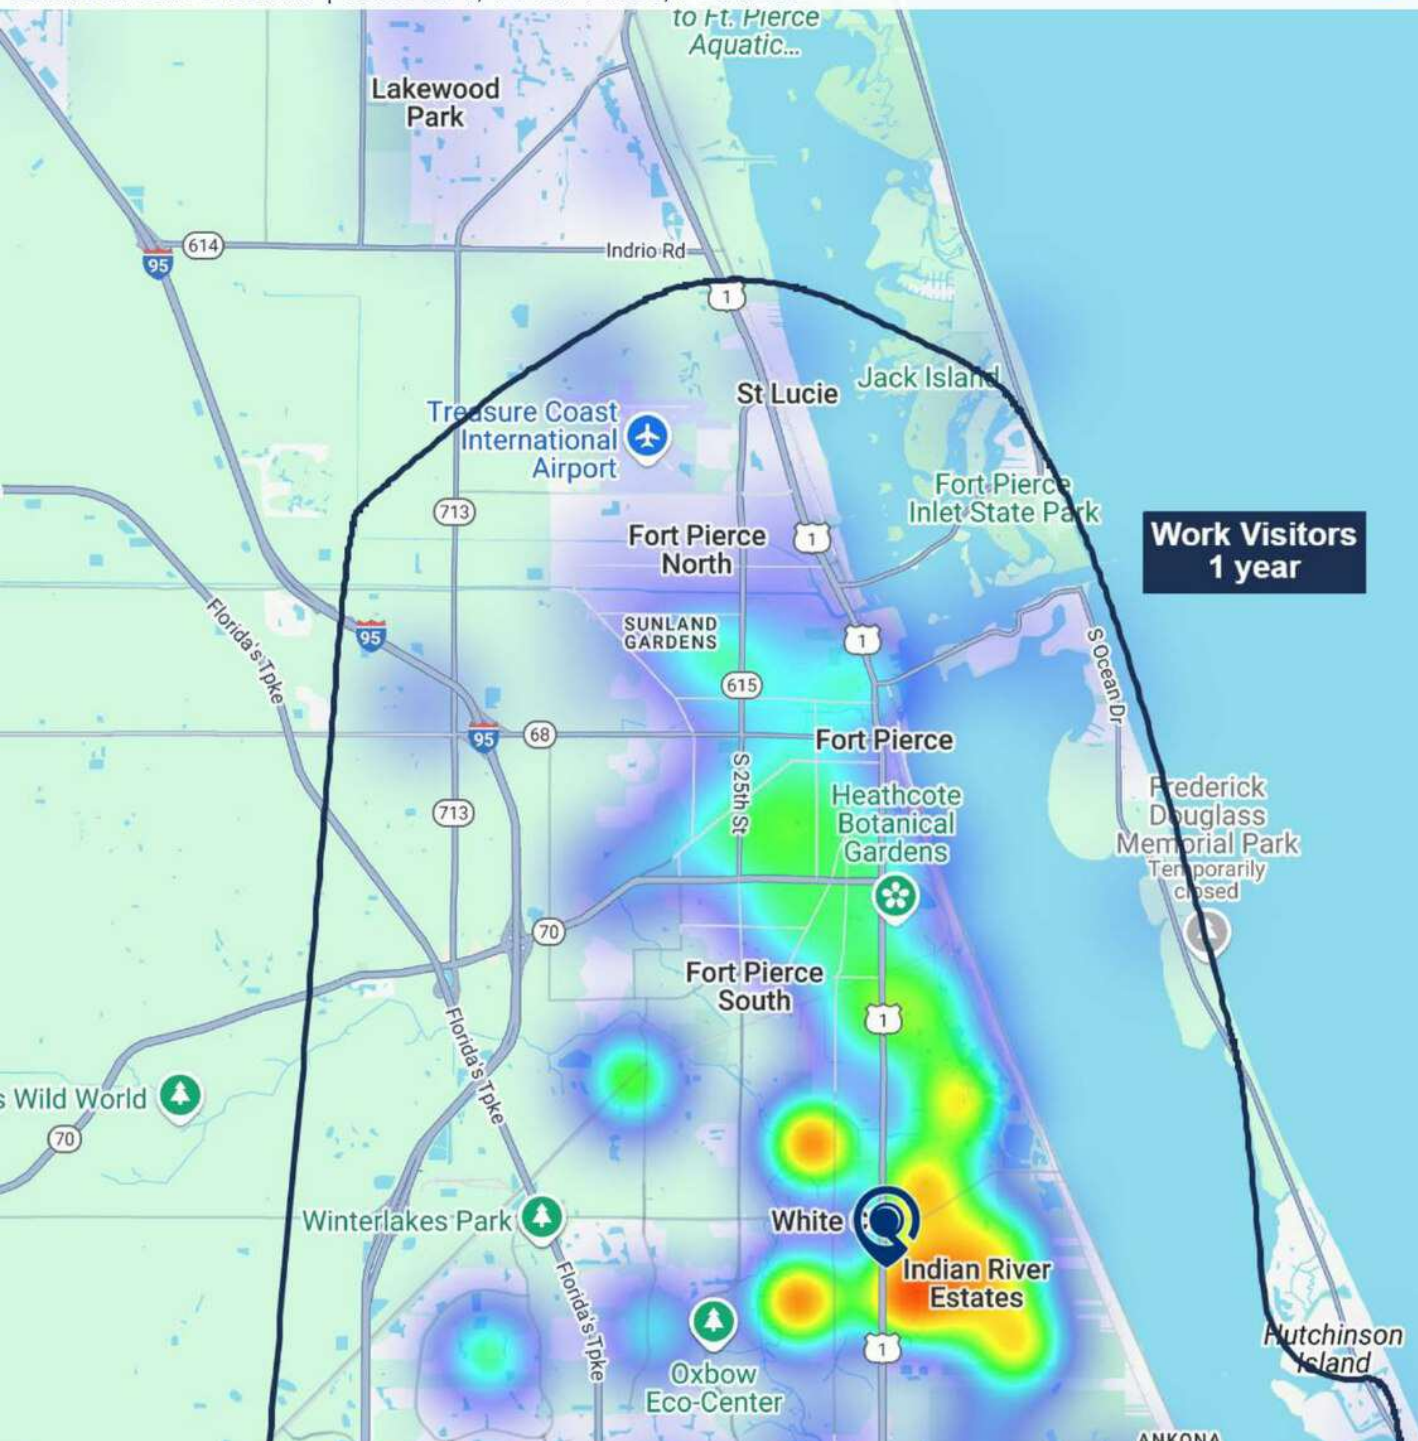 to Ft. Pierce
Aquatic...
Lakewood
Park
614
95
Indrio Rd
1
Jack Island
St Lucie
Treasure Coast
International
Airport
Fort Pierce
Inlet State Park
713
Work Visitors
1 year
Fort Pierce
North
1
Florida's Tpke
95
SUNLAND
GARDENS
1
S Ocean Dr
615
95
68
Fort Pierce
S 25th St
713
Heathcote
Botanical
Gardens
Frederick
Douglass
Memorial Park
Temporarily
closed
70
Fort Pierce
South
1
Florida's Tpke
s Wild World
70
Winterlakes Park
White
Indian River
Estates
Florida's Tpke
1
Oxbow
Eco-Center
Hutchinson
Island
ANKONA